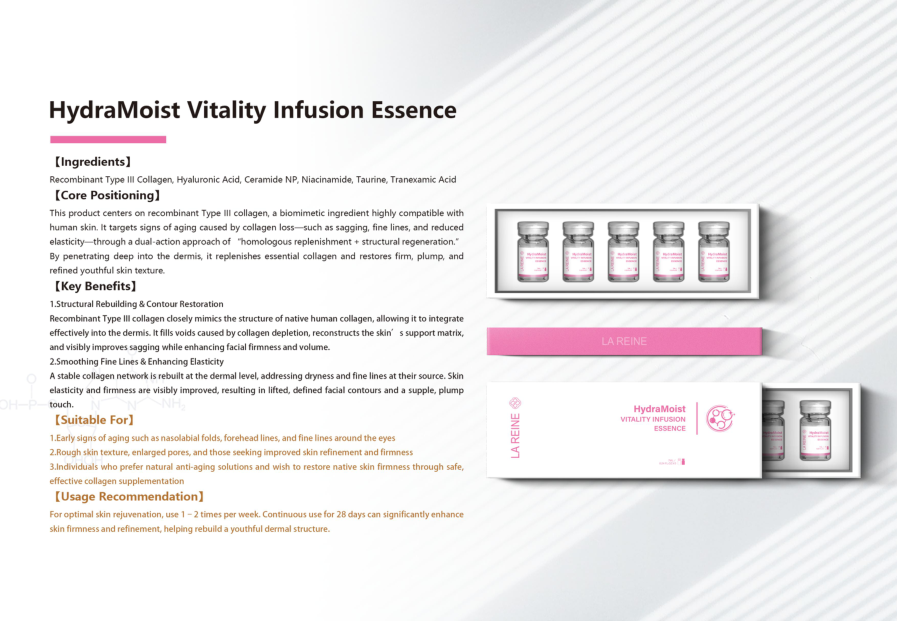 HydraMoist Vitality Infusion Essence
【Ingredients】
Recombinant Type III Collagen, Hyaluronic Acid, Ceramide NP, Niacinamide, Taurine, Tranexamic Acid
【Core Positioning】
This product centers on recombinant Type III collagen, a biomimetic ingredient highly compatible with
human skin. It targets signs of aging caused by collagen loss—such as sagging, fine lines, and reduced
elasticity—through a dual-action approach of “homologous replenishment + structural regeneration.”
By penetrating deep into the dermis, it replenishes essential collagen and restores firm, plump, and
refined youthful skin texture.
【Key Benefits】
1.Structural Rebuilding & Contour Restoration
Recombinant Type III collagen closely mimics the structure of native human collagen, allowing it to integrate
effectively into the dermis. It fills voids caused by collagen depletion, reconstructs the skin’s support matrix,
and visibly improves sagging while enhancing facial firmness and volume.
2.Smoothing Fine Lines & Enhancing Elasticity
A stable collagen network is rebuilt at the dermal level, addressing dryness and fine lines at their source. Skin
elasticity and firmness are visibly improved, resulting in lifted, defined facial contours and a supple, plump
touch.
【Suitable For】
1.Early signs of aging such as nasolabial folds, forehead lines, and fine lines around the eyes
2.Rough skin texture, enlarged pores, and those seeking improved skin refinement and firmness
3.Individuals who prefer natural anti-aging solutions and wish to restore native skin firmness through safe,
effective collagen supplementation
【Usage Recommendation】
For optimal skin rejuvenation, use 1 – 2 times per week. Continuous use for 28 days can significantly enhance
skin firmness and refinement, helping rebuild a youthful dermal structure.
OH
P
N
N
NH₂
LA REINE
LA REINE
HydraMoist
VITALITY INFUSION
ESSENCE